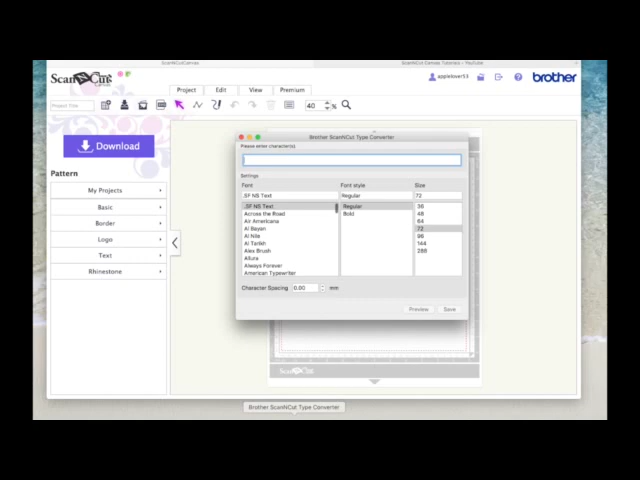 ScanNCutCanvas
ScanNCut Canvas Tutorials - YouTube
ScanNCut
Canvas
applelover53
brother
Project
Edit
View
Premium
Project Title
40 %
Download
Pattern
My Projects
Basic
Border
Logo
Text
Rhinestone
Brother ScanNCut Type Converter
Please enter character(s).
Settings
Font
Font style
Size
.SF NS Text
Regular
72
.SF NS Text
Across the Road
Air Americana
Al Bayan
Al Nile
Al Tarikh
Alex Brush
Allura
Always Forever
American Typewriter
Regular
Bold
36
48
64
72
96
144
288
Character Spacing 0.00 mm
Preview
Save
ScanNCut
Brother ScanNCut Type Converter